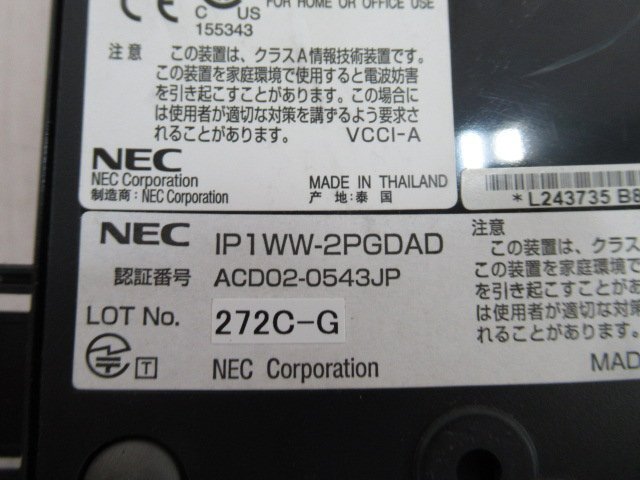 FOR HOME OR OFFICE USE
C US
155343
注意 この装置は、クラスA情報技術装置です。
この装置を家庭環境で使用すると電波妨害
を引き起こすことがあります。この場合に
は使用者が適切な対策を講ずるよう要求さ
れることがあります。 VCCI-A
NEC
NEC Corporation MADE IN THAILAND
制造商：NEC Corporation 产 地：泰 国
*L243735 B8
NEC IP1WW-2PGDAD
認証番号 ACD02-0543JP
LOT No. 272C-G
T NEC Corporation
注意
この装置は、クラス
この装置を家庭環
を引き起こすことが
は使用者が適切な対策
れることがあります。
MAD